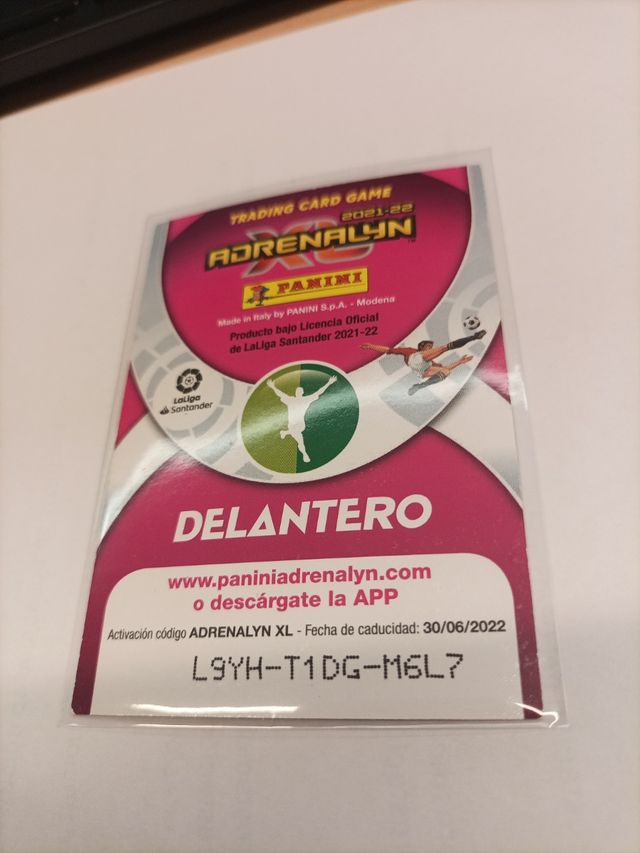 TRADING CARD GAME
2021-22
ADRENALYN XL™
PANINI
Made in Italy by PANINI S.p.A. - Modena
Producto bajo Licencia Oficial
de LaLiga Santander 2021-22
LaLiga
Santander
DELANTERO
www.paniniadrenalyn.com
o descárgate la APP
Activación código ADRENALYN XL - Fecha de caducidad: 30/06/2022
L9YH-T1DG-M6L7